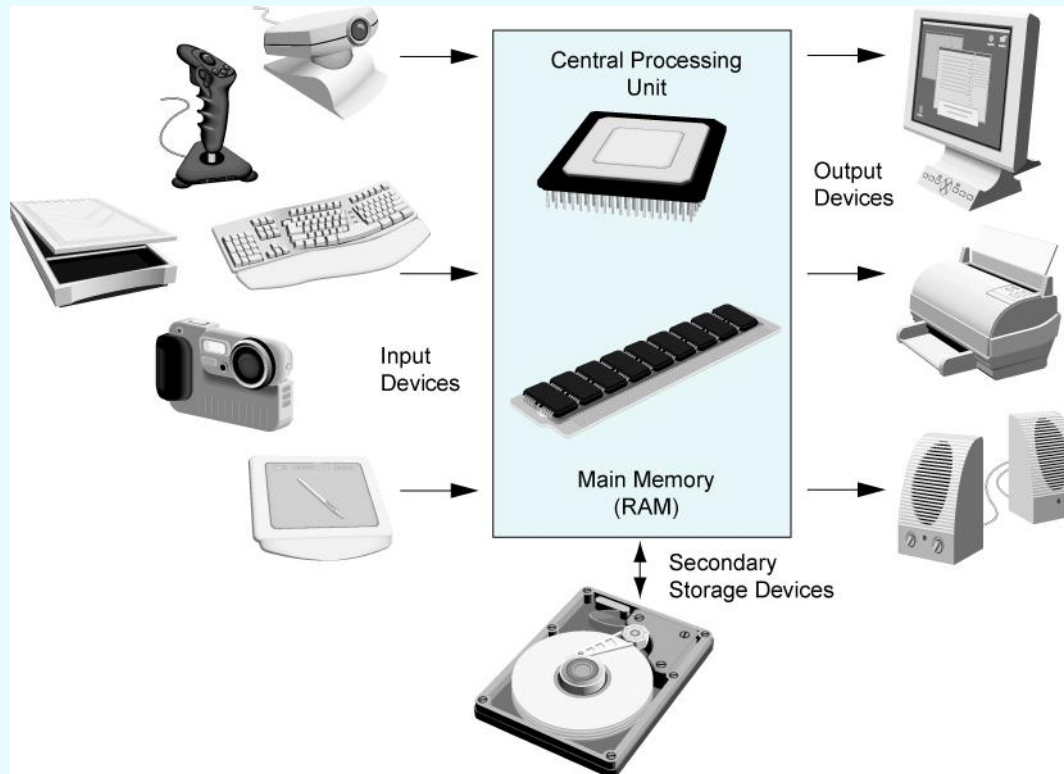 Central Processing
Unit
Output
Devices
Input
Devices
Main Memory
(RAM)
Secondary
Storage Devices